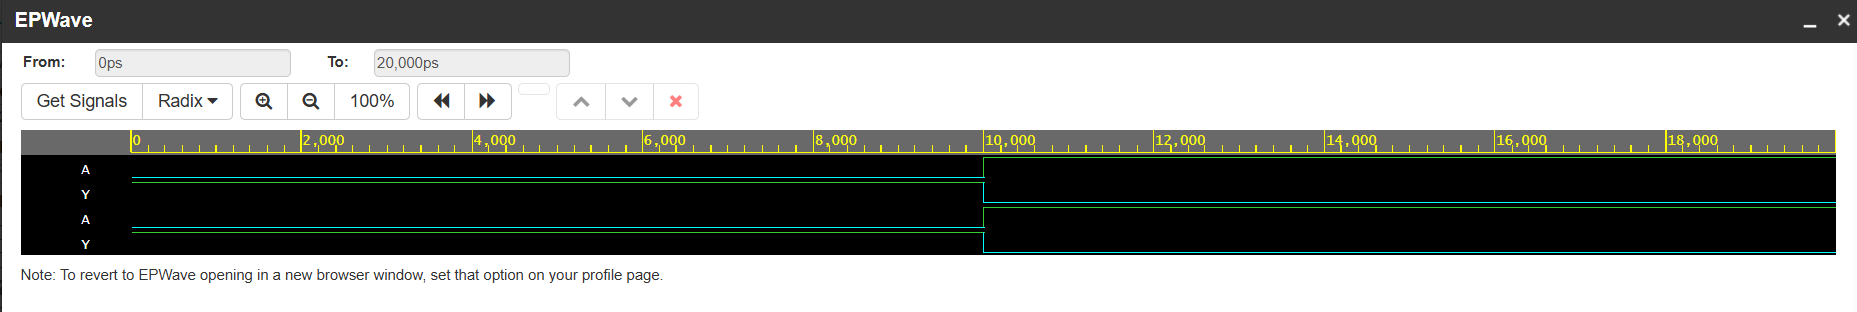 EPWave
From: 0ps To: 20,000ps
Get Signals Radix 100%
0 2,000 4,000 6,000 8,000 10,000 12,000 14,000 16,000 18,000
A
Y
A
Y
Note: To revert to EPWave opening in a new browser window, set that option on your profile page.